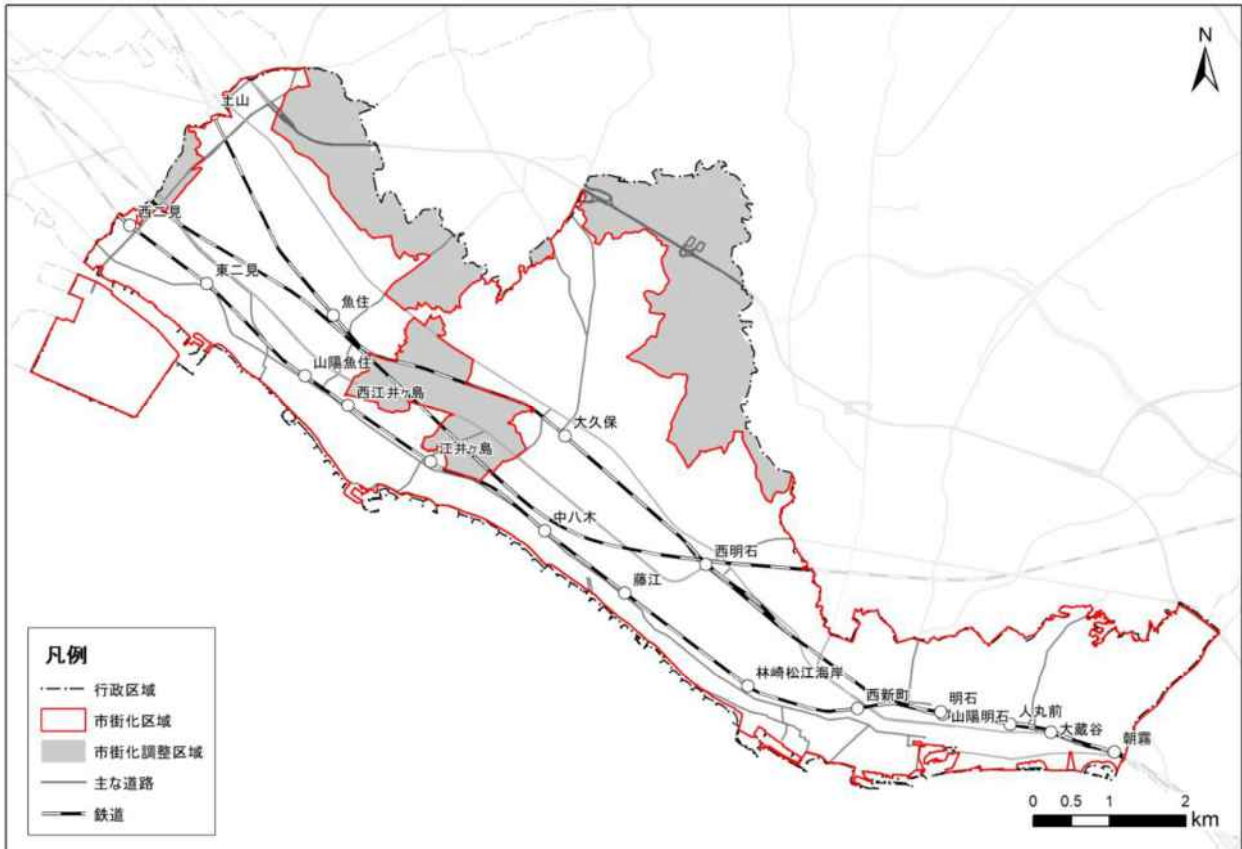 N
土山
西二見
東二見
魚住
山陽魚住
西江井ヶ島
大久保
江井ヶ島
中八木
西明石
藤江
林崎松江海岸
西新町
明石
山陽明石
人丸前
大蔵谷
朝霧
凡例
行政区域
市街化区域
市街化調整区域
主な道路
鉄道
0 0.5 1 2
km